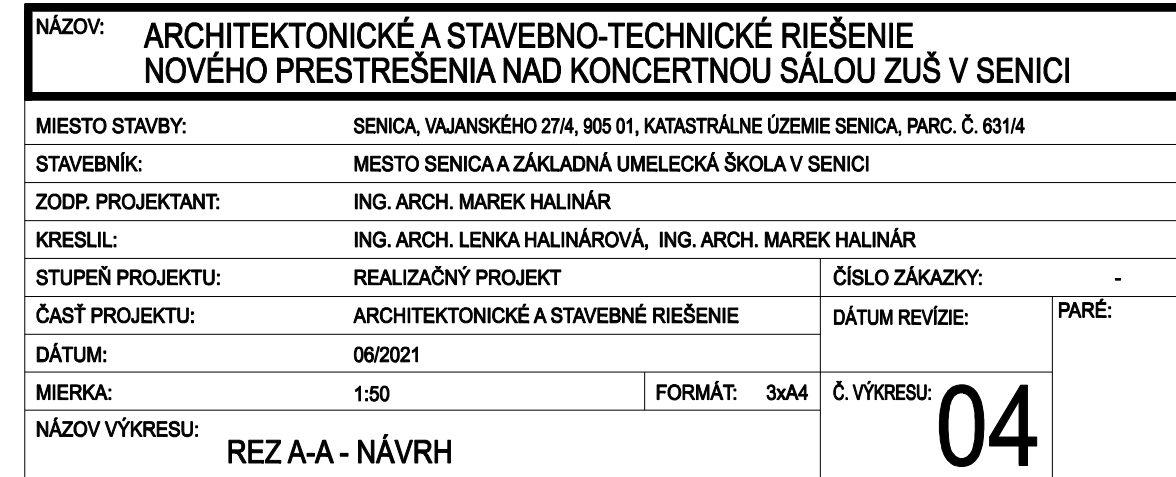 NÁZOV: ARCHITEKTONICKÉ A STAVEBNO-TECHNICKÉ RIEŠENIE
NOVÉHO PRESTREŠENIA NAD KONCERTNOU SÁLOU ZUŠ V SENICI
MIESTO STAVBY: SENICA, VAJANSKÉHO 27/4, 905 01, KATASTRÁLNE ÚZEMIE SENICA, PARC. Č. 631/4
STAVEBNÍK: MESTO SENICA A ZÁKLADNÁ UMELECKÁ ŠKOLA V SENICI
ZODP. PROJEKTANT: ING. ARCH. MAREK HALINÁR
KRESLIL: ING. ARCH. LENKA HALINÁROVÁ, ING. ARCH. MAREK HALINÁR
STUPEŇ PROJEKTU: REALIZAČNÝ PROJEKT ČÍSLO ZÁKAZKY: -
ČASŤ PROJEKTU: ARCHITEKTONICKÉ A STAVEBNÉ RIEŠENIE DÁTUM REVÍZIE: PARÉ:
DÁTUM: 06/2021
MIERKA: 1:50 FORMÁT: 3xA4 Č. VÝKRESU: 04
NÁZOV VÝKRESU: REZ A-A - NÁVRH